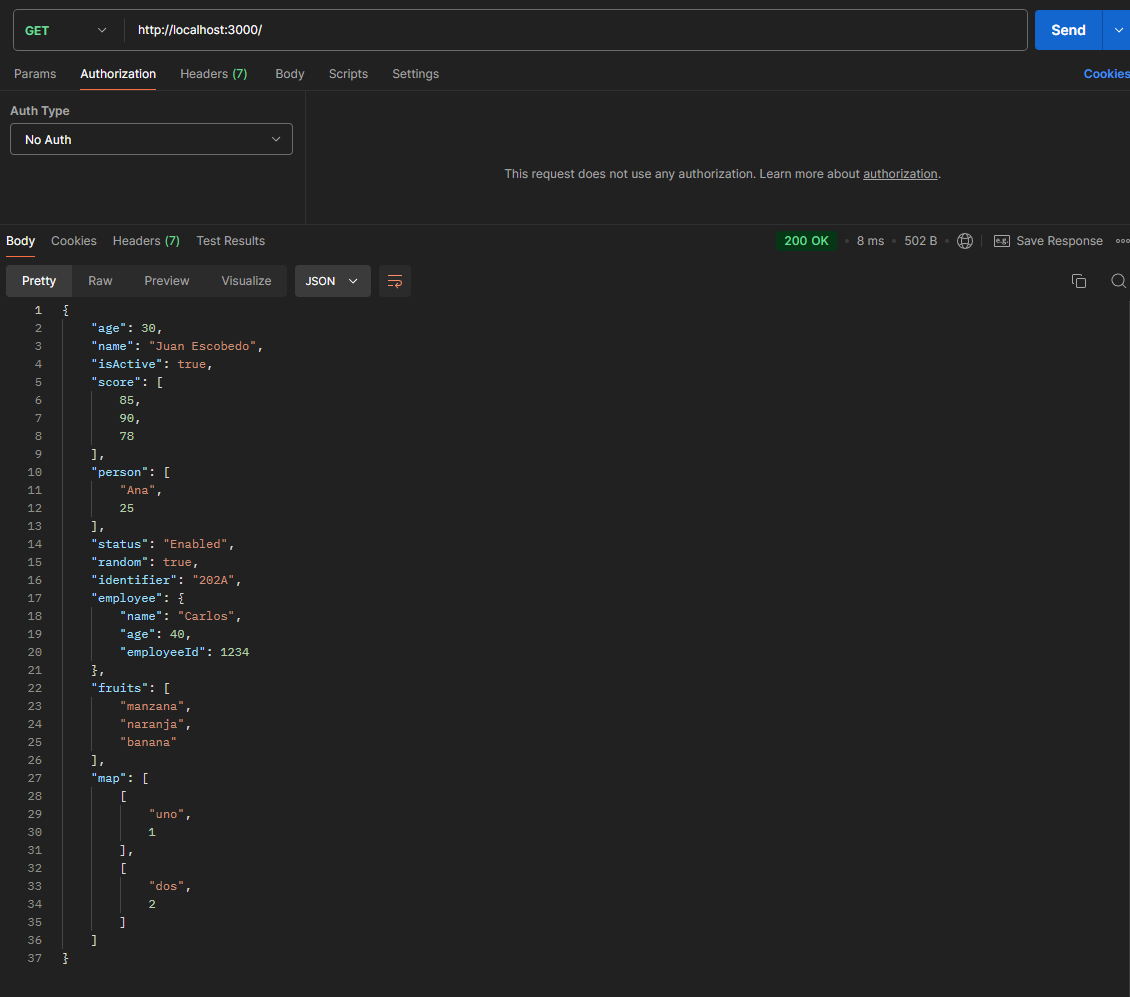 GET http://localhost:3000/ Send
Params Authorization Headers (7) Body Scripts Settings Cookies
Auth Type
No Auth
This request does not use any authorization. Learn more about authorization.
Body Cookies Headers (7) Test Results 200 OK • 8 ms • 502 B • e.g. Save Response
Pretty Raw Preview Visualize JSON
1 {
2     "age": 30,
3     "name": "Juan Escobedo",
4     "isActive": true,
5     "score": [
6         85,
7         90,
8         78
9     ],
10     "person": [
11         "Ana",
12         25
13     ],
14     "status": "Enabled",
15     "random": true,
16     "identifier": "202A",
17     "employee": {
18         "name": "Carlos",
19         "age": 40,
20         "employeeId": 1234
21     },
22     "fruits": [
23         "manzana",
24         "naranja",
25         "banana"
26     ],
27     "map": [
28         [
29             "uno",
30             1
31         ],
32         [
33             "dos",
34             2
35         ]
36     ]
37 }